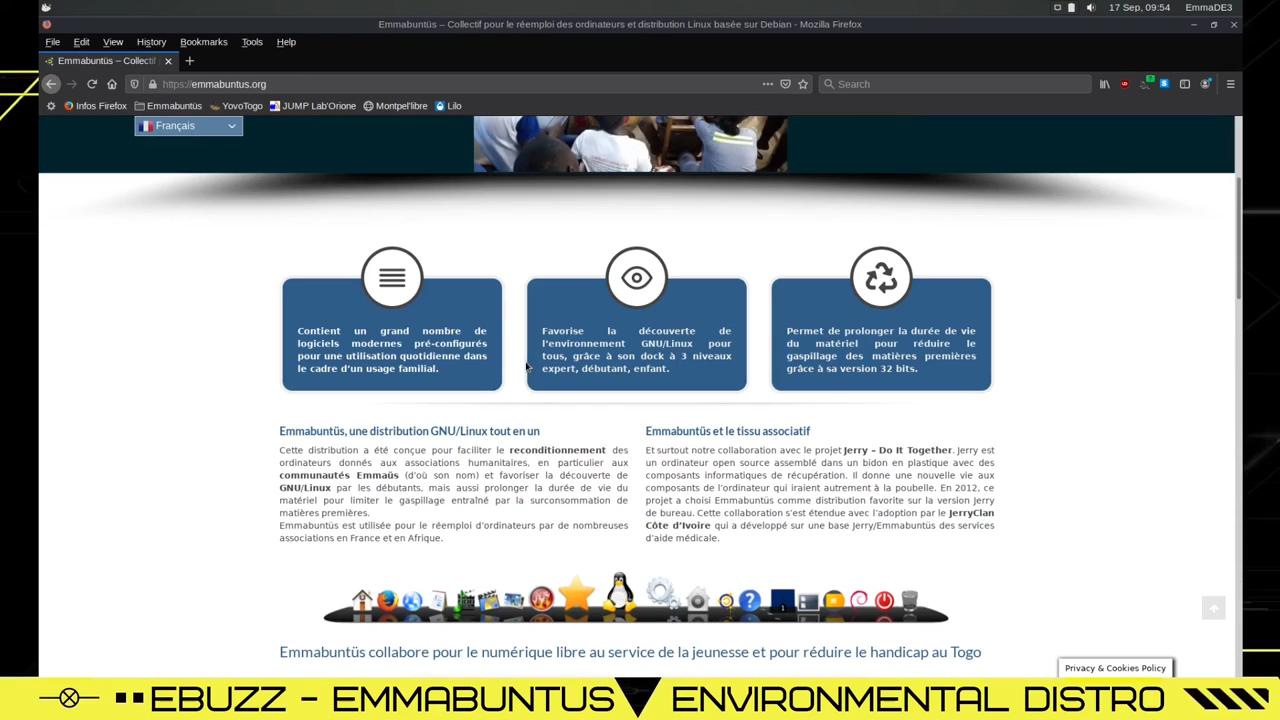 17 Sep, 09:54 EmmaDE3
Emmabuntüs – Collectif pour le réemploi des ordinateurs et distribution Linux basée sur Debian - Mozilla Firefox
File Edit View History Bookmarks Tools Help
Emmabuntüs – Collectif
https://emmabuntus.org
Search
Infos Firefox Emmabuntüs YovoTogo JUMP Lab'Orione Montpel'libre Lilo
Français
Contient un grand nombre de
logiciels modernes pré-configurés
pour une utilisation quotidienne dans
le cadre d'un usage familial.
Favorise la découverte de
l'environnement GNU/Linux pour
tous, grâce à son dock à 3 niveaux
expert, débutant, enfant.
Permet de prolonger la durée de vie
du matériel pour réduire le
gaspillage des matières premières
grâce à sa version 32 bits.
Emmabuntüs, une distribution GNU/Linux tout en un
Cette distribution a été conçue pour faciliter le reconditionnement des
ordinateurs donnés aux associations humanitaires, en particulier aux
communautés Emmaüs (d'où son nom) et favoriser la découverte de
GNU/Linux par les débutants, mais aussi prolonger la durée de vie du
matériel pour limiter le gaspillage entraîné par la surconsommation de
matières premières.
Emmabuntüs est utilisée pour le réemploi d'ordinateurs par de nombreuses
associations en France et en Afrique.
Emmabuntüs et le tissu associatif
Et surtout notre collaboration avec le projet Jerry – Do It Together. Jerry est
un ordinateur open source assemblé dans un bidon en plastique avec des
composants informatiques de récupération. Il donne une nouvelle vie aux
composants de l'ordinateur qui iraient autrement à la poubelle. En 2012, ce
projet a choisi Emmabuntüs comme distribution favorite sur la version Jerry
de bureau. Cette collaboration s'est étendue avec l'adoption par le JerryClan
Côte d'Ivoire qui a développé sur une base Jerry/Emmabuntüs des services
d'aide médicale.
Emmabuntüs collabore pour le numérique libre au service de la jeunesse et pour réduire le handicap au Togo
Privacy & Cookies Policy
EBUZZ - EMMABUNTUS ENVIRONMENTAL DISTRO